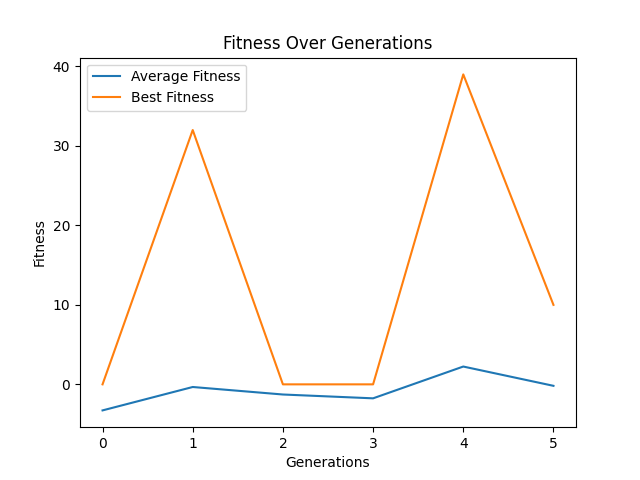 Fitness Over Generations
Average Fitness
Best Fitness
40
30
20
10
0
Fitness
0 1 2 3 4 5
Generations